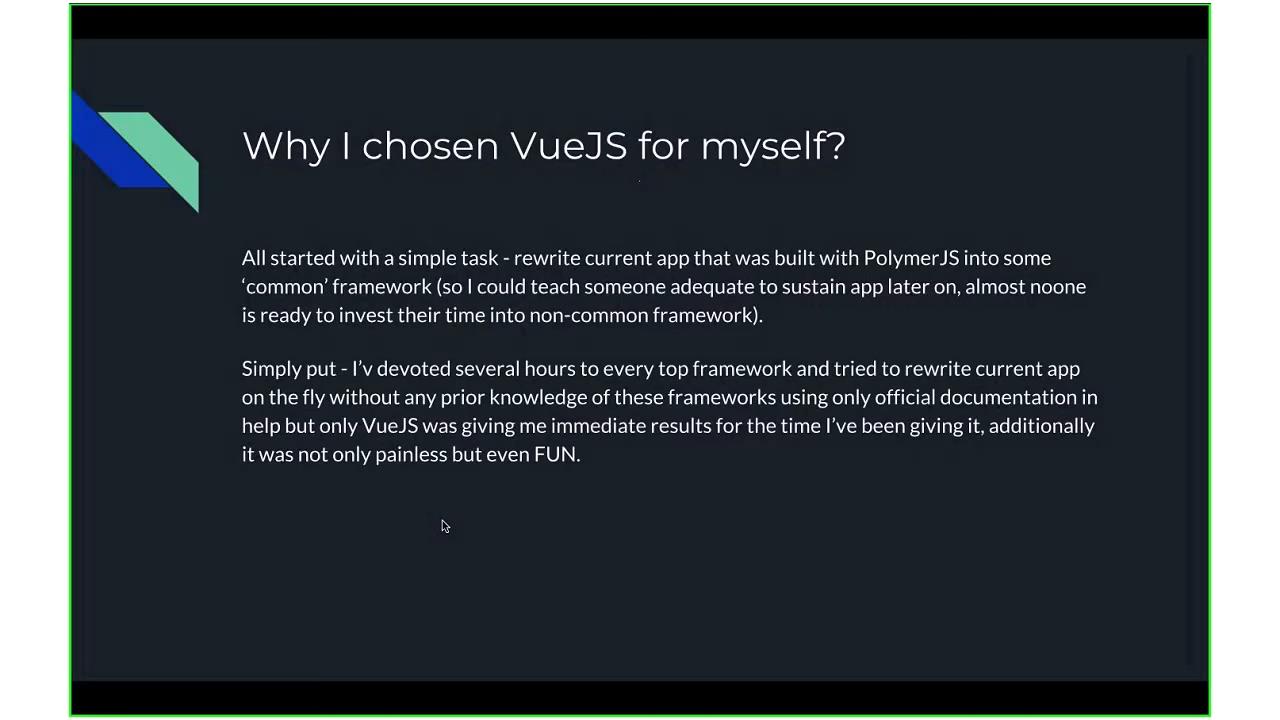 Why I chosen VueJS for myself?
All started with a simple task - rewrite current app that was built with PolymerJS into some
‘common’ framework (so I could teach someone adequate to sustain app later on, almost noone
is ready to invest their time into non-common framework).
Simply put - I’v devoted several hours to every top framework and tried to rewrite current app
on the fly without any prior knowledge of these frameworks using only official documentation in
help but only VueJS was giving me immediate results for the time I’ve been giving it, additionally
it was not only painless but even FUN.